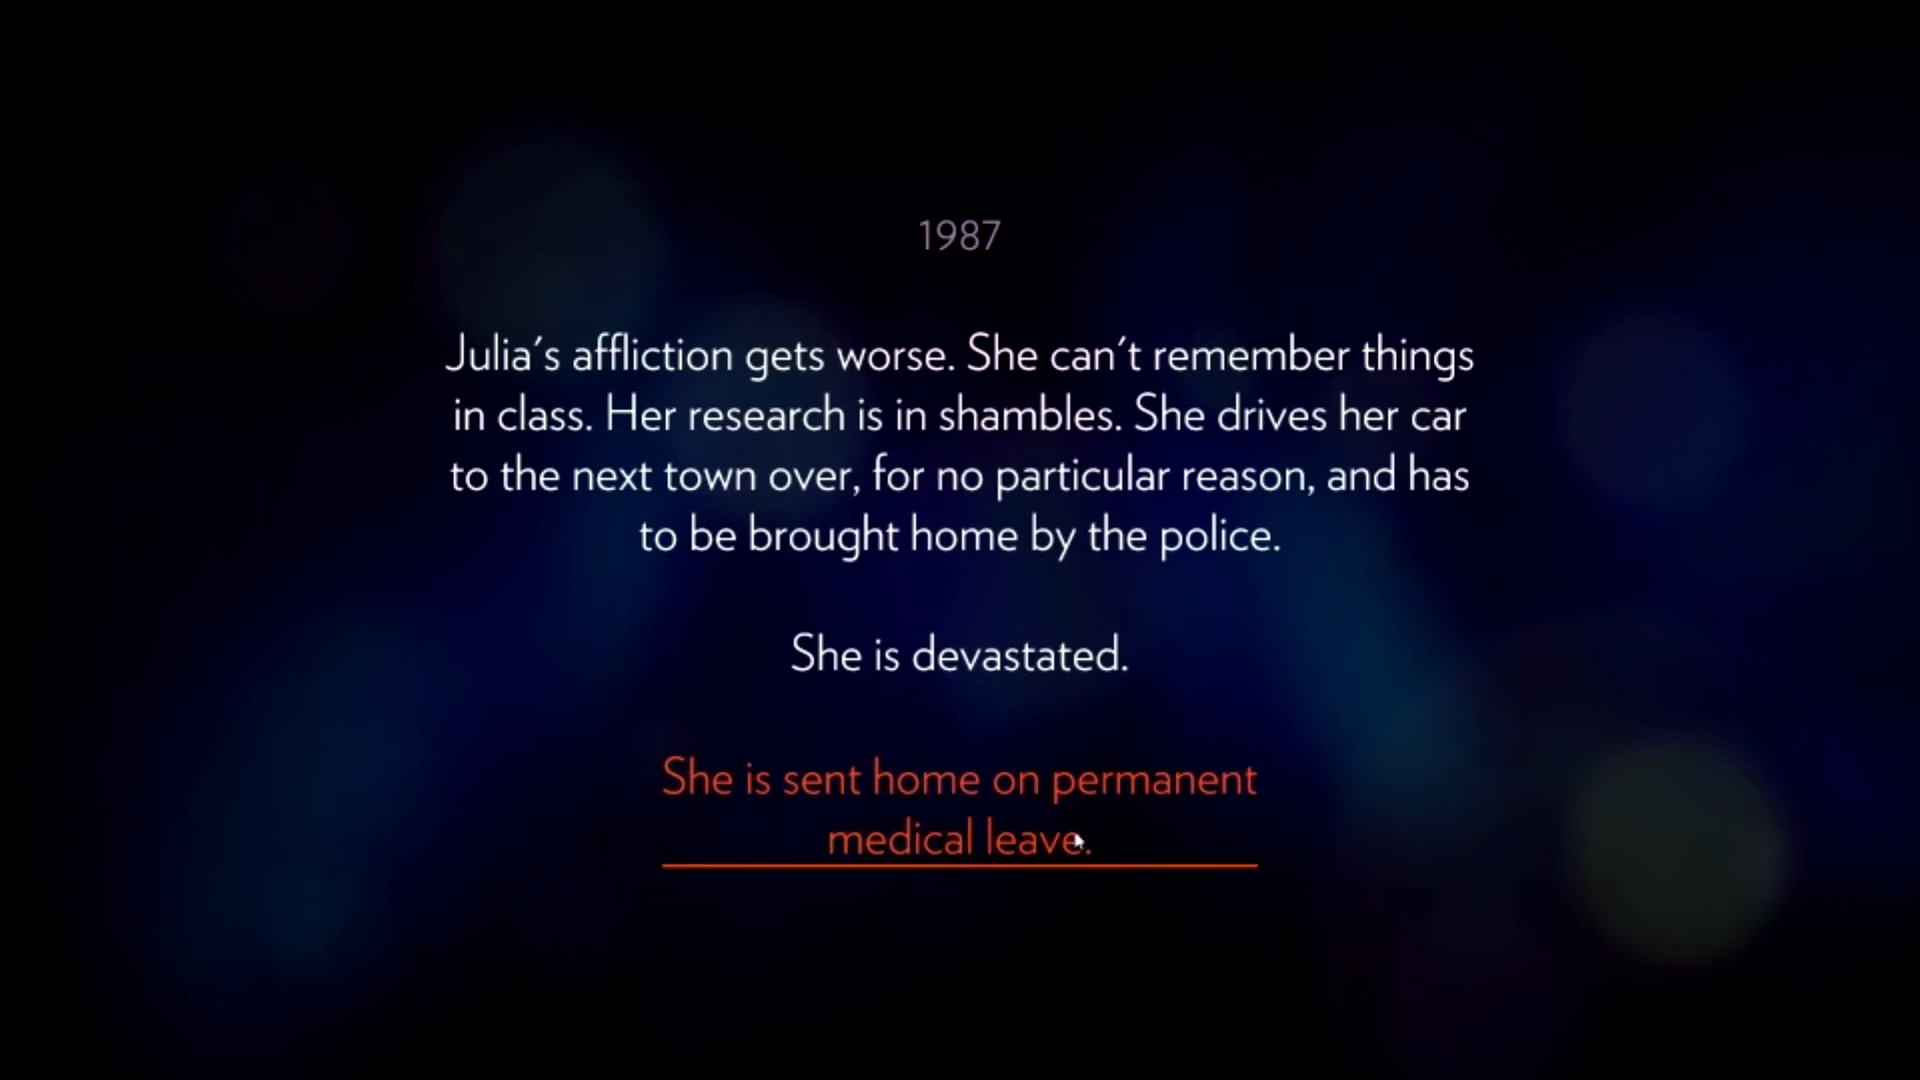 1987
Julia's affliction gets worse. She can't remember things
in class. Her research is in shambles. She drives her car
to the next town over, for no particular reason, and has
to be brought home by the police.
She is devastated.
She is sent home on permanent
medical leave.